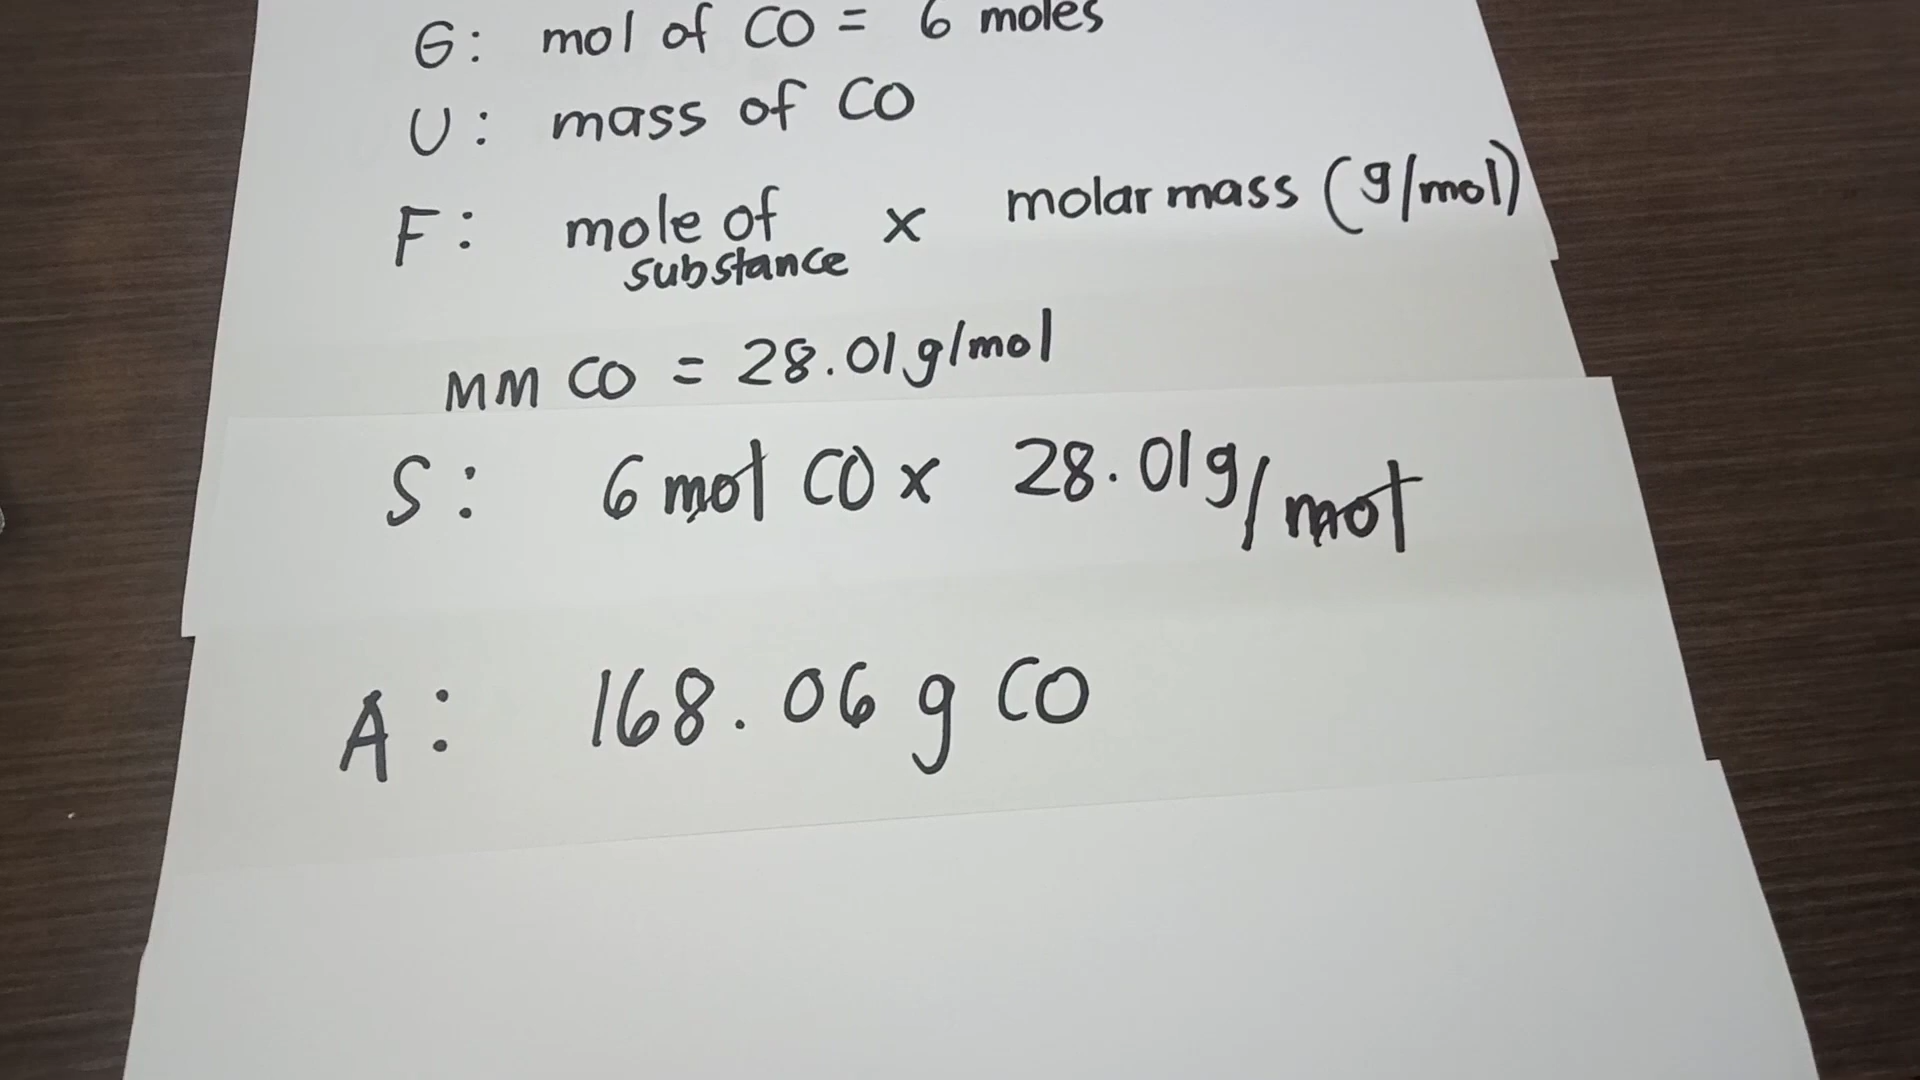 G: mol of CO = 6 moles
U: mass of CO
F: mole of substance x molar mass (g/mol)
MM CO = 28.01 g/mol
S: 6 mol CO x 28.01g/mol
A: 168.06 g CO